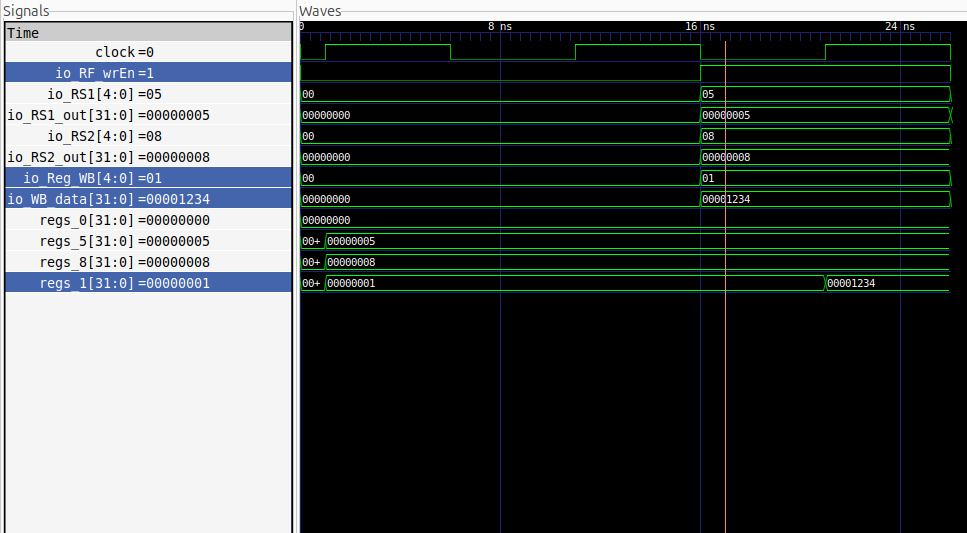 Signals
Waves
Time
0 8 ns 16 ns 24 ns
clock=0
io_RF_wrEn=1
io_RS1[4:0]=05 00 05
io_RS1_out[31:0]=00000005 00000000 00000005
io_RS2[4:0]=08 00 08
io_RS2_out[31:0]=00000008 00000000 00000008
io_Reg_WB[4:0]=01 00 01
io_WB_data[31:0]=00001234 00000000 00001234
regs_0[31:0]=00000000 00000000
regs_5[31:0]=00000005 00+ 00000005
regs_8[31:0]=00000008 00+ 00000008
regs_1[31:0]=00000001 00+ 00000001 00001234